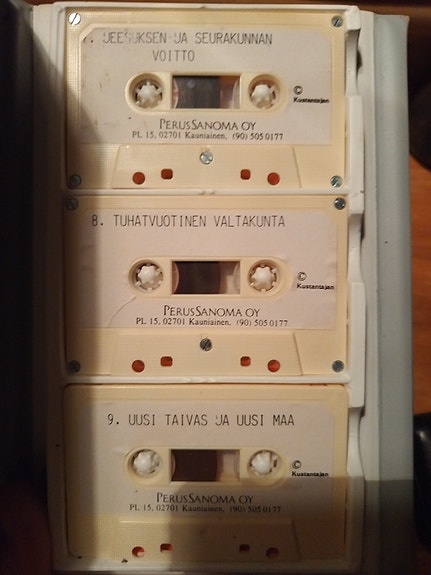 7. JEESUKSEN JA SEURAKUNNAN
VOITTO
© Kustantajan
PERUSSANOMA OY
PL 15, 02701 Kauniainen, (90) 505 0177
8. TUHATVUOTINEN VALTAKUNTA
© Kustantajan
PERUSSANOMA OY
PL 15, 02701 Kauniainen, (90) 505 0177
9. UUSI TAIVAS JA UUSI MAA
© Kustantajan
PERUSSANOMA OY
PL 15, 02701 Kauniainen, (90) 505 0177